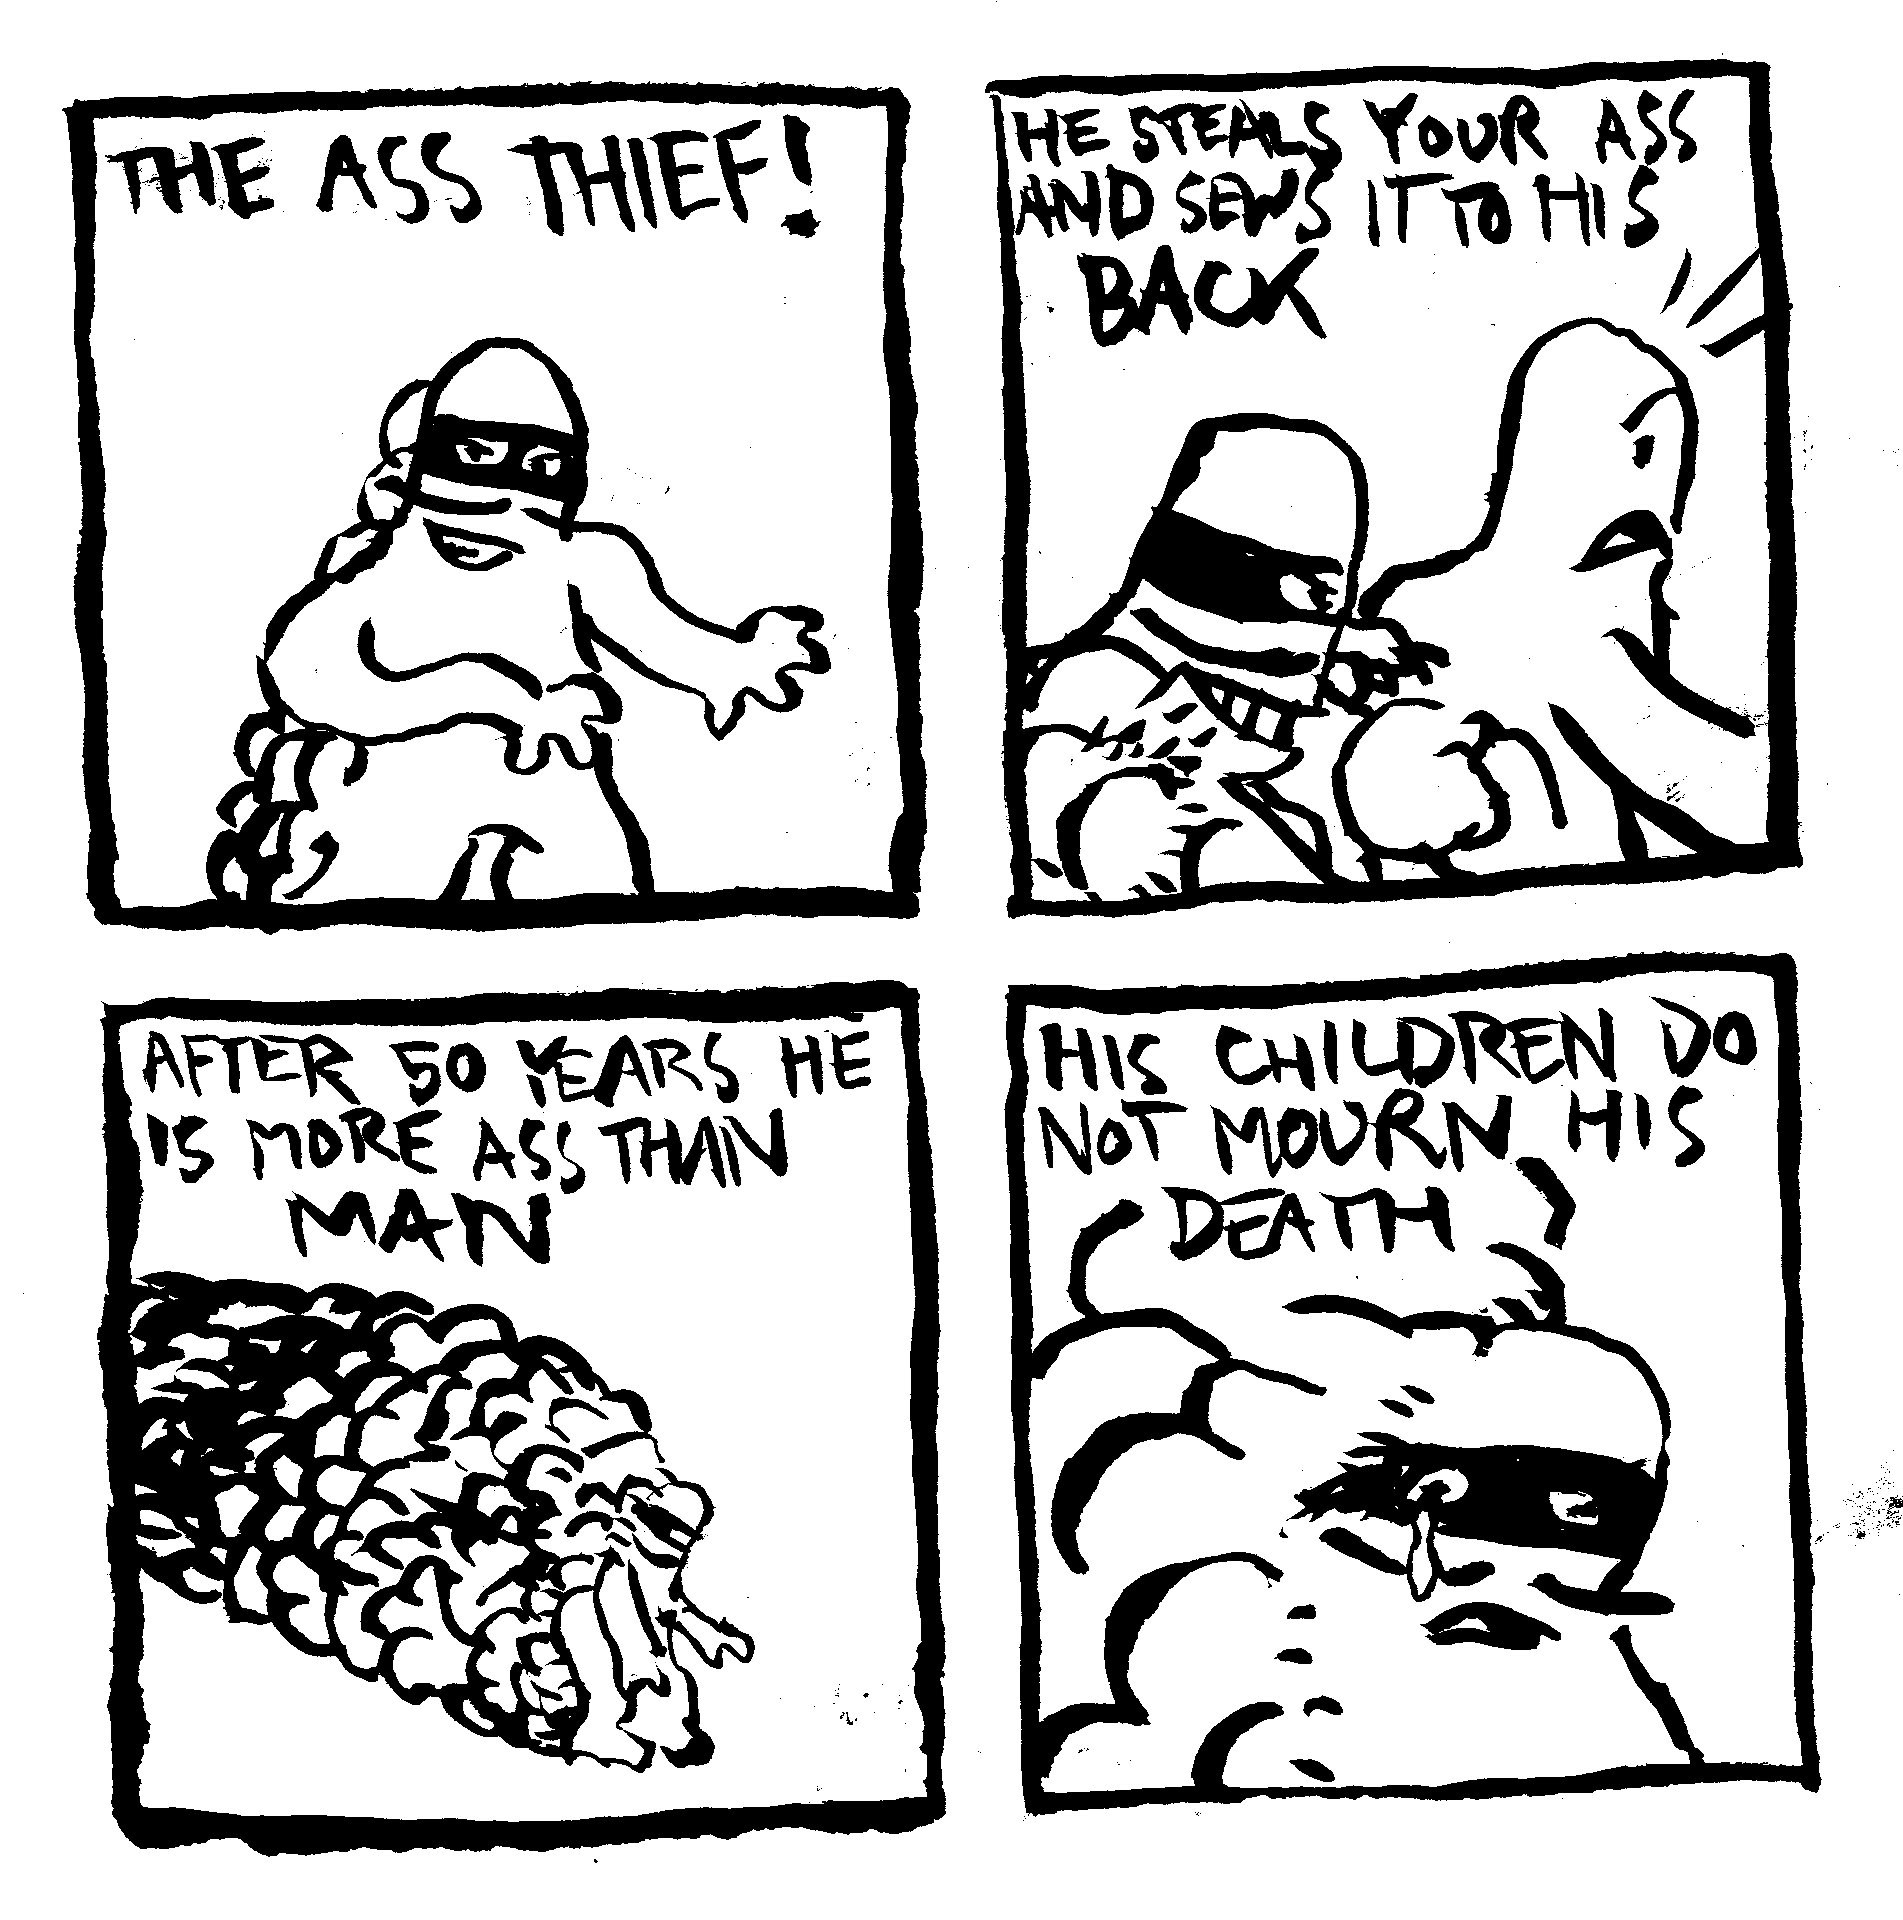 THE ASS THIEF!
HE STEALS YOUR ASS
AND SEWS IT TO HIS
BACK
AFTER 50 YEARS HE
IS MORE ASS THAN
MAN
HIS CHILDREN DO
NOT MOURN HIS
DEATH